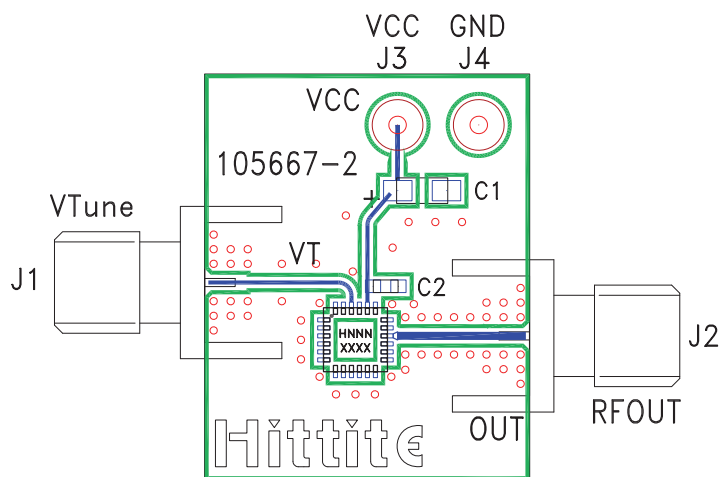 VCC GND
J3 J4
VCC
105667-2
C1
VTune
J1
VT
C2
HNNN
XXXX
J2
RFOUT
OUT
Hittite